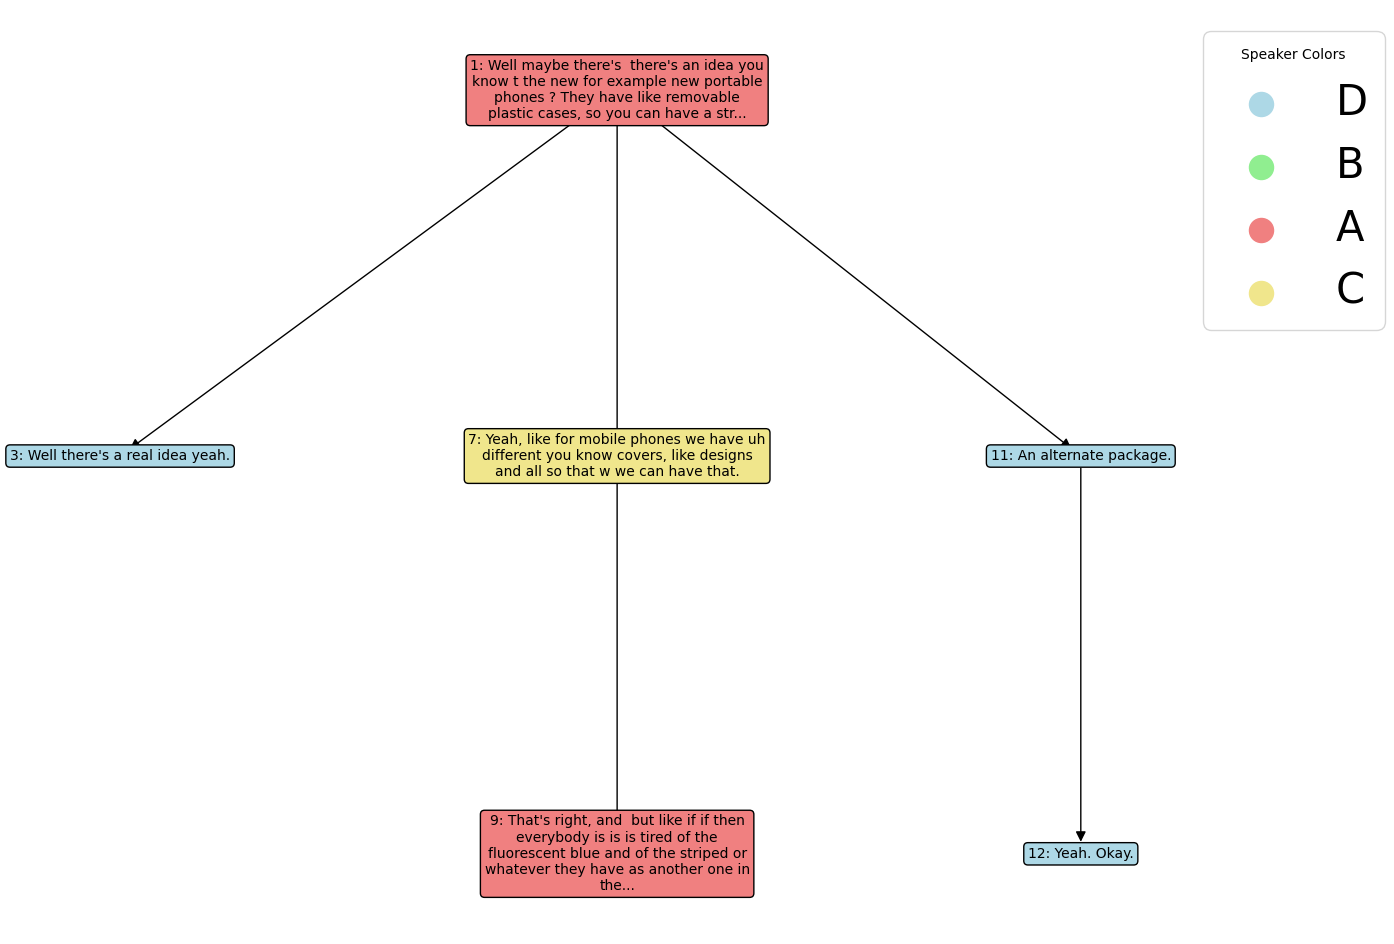 1: Well maybe there's  there's an idea you
know t the new for example new portable
phones ? They have like removable
plastic cases, so you can have a str...
Speaker Colors
D
B
A
C
3: Well there's a real idea yeah.
7: Yeah, like for mobile phones we have uh
different you know covers, like designs
and all so that w we can have that.
11: An alternate package.
9: That's right, and  but like if if then
everybody is is is tired of the
fluorescent blue and of the striped or
whatever they have as another one in
the...
12: Yeah. Okay.